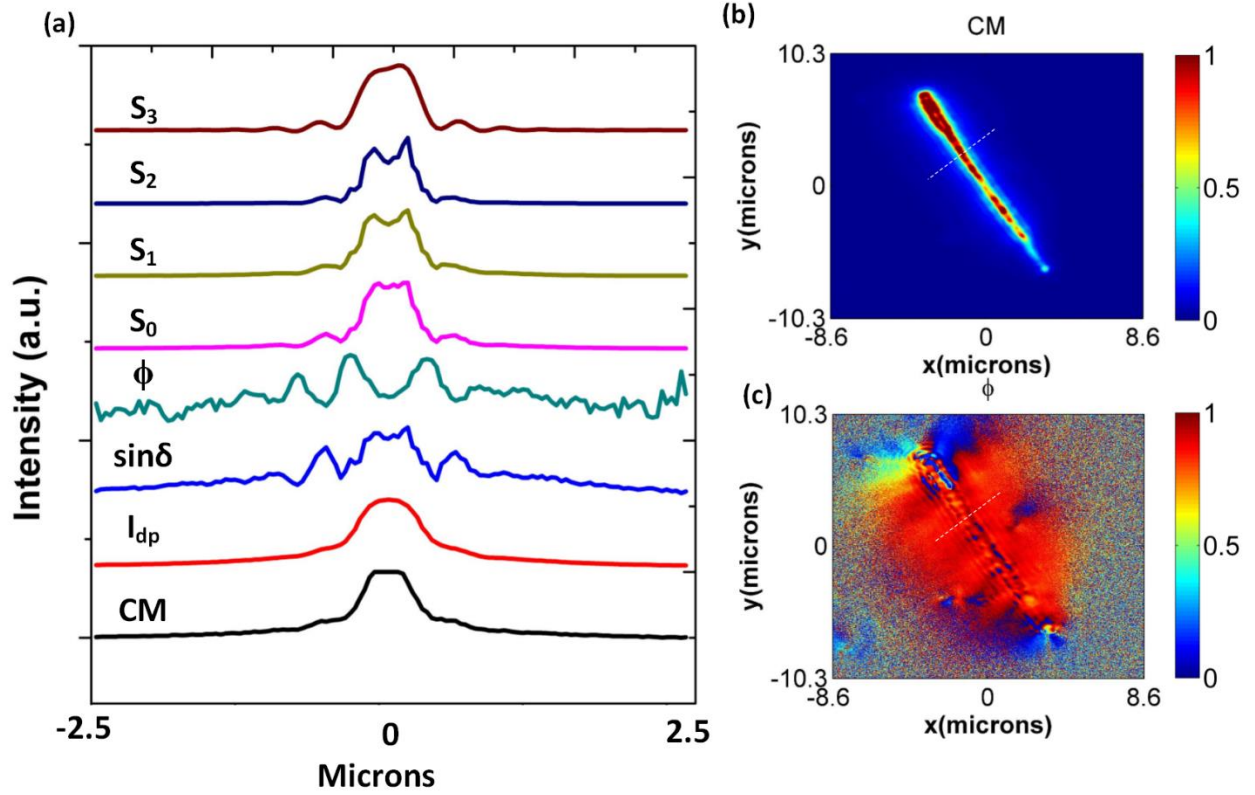 (a)
S3
S2
S1
S0
ϕ
sinδ
Idp
CM
Intensity (a.u.)
-2.5
0
2.5
Microns
(b)
CM
10.3
0
-10.3
y(microns)
-8.6
0
8.6
x(microns)
1
0.5
0
(c)
ϕ
10.3
0
-10.3
y(microns)
-8.6
0
8.6
x(microns)
1
0.5
0